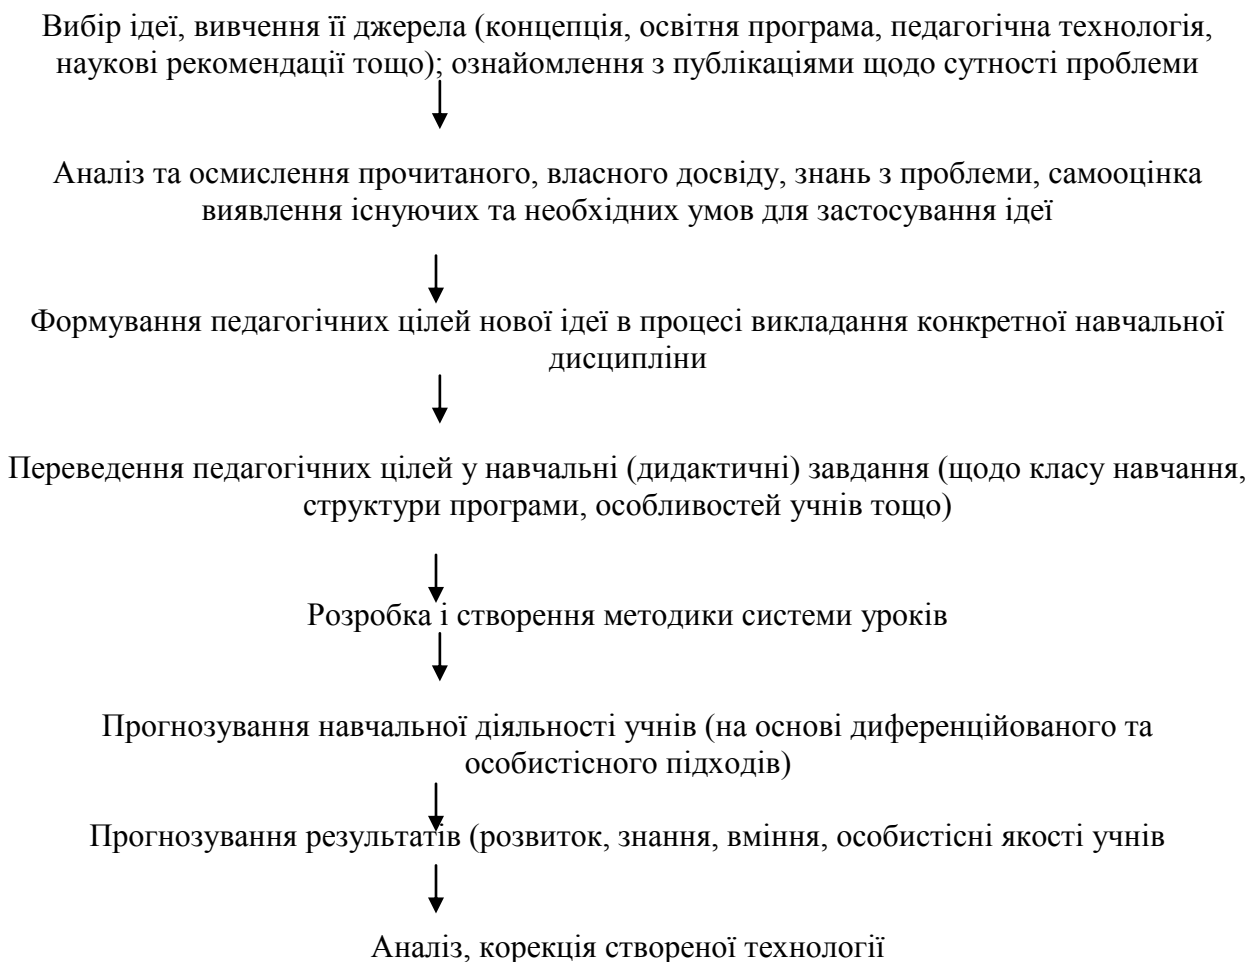 Вибір ідеї, вивчення її джерела (концепція, освітня програма, педагогічна технологія,
наукові рекомендації тощо); ознайомлення з публікаціями щодо сутності проблеми
Аналіз та осмислення прочитаного, власного досвіду, знань з проблеми, самооцінка
виявлення існуючих та необхідних умов для застосування ідеї
Формування педагогічних цілей нової ідеї в процесі викладання конкретної навчальної
дисципліни
Переведення педагогічних цілей у навчальні (дидактичні) завдання (щодо класу навчання,
структури програми, особливостей учнів тощо)
Розробка і створення методики системи уроків
Прогнозування навчальної діяльності учнів (на основі диференційованого та
особистісного підходів)
Прогнозування результатів (розвиток, знання, вміння, особистісні якості учнів
Аналіз, корекція створеної технології